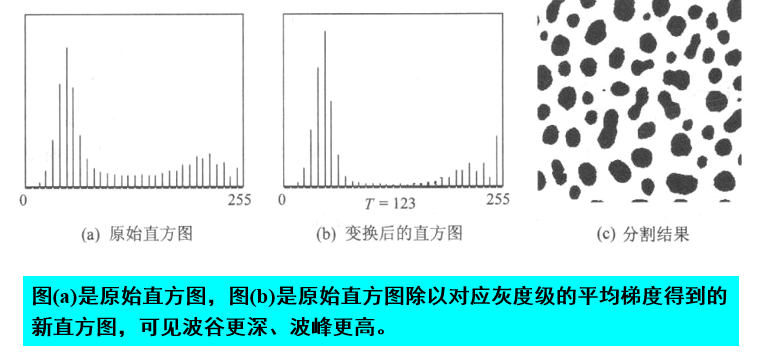 0 255 0 T = 123 255
(a) 原始直方图 (b) 变换后的直方图 (c) 分割结果
图(a)是原始直方图，图(b)是原始直方图除以对应灰度级的平均梯度得到的
新直方图，可见波谷更深、波峰更高。